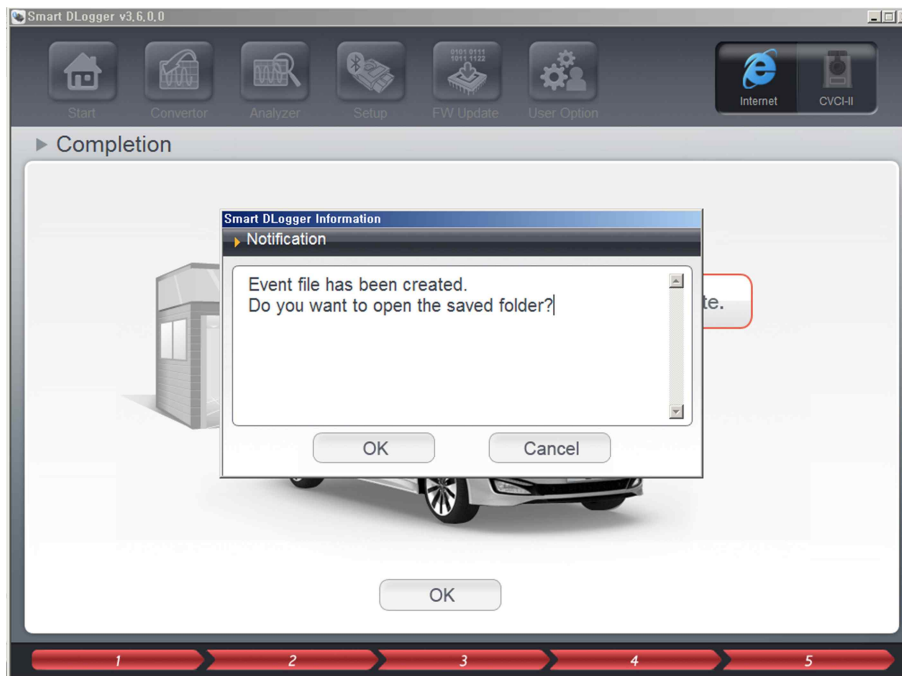 Smart DLogger v3,6,0,0
Start
Convertor
Analyzer
Setup
0101 0111
1011 1122
FW Update
User Option
Internet
CVCI-II
Completion
Smart DLogger Information
Notification
Event file has been created.
Do you want to open the saved folder?
te.
OK
Cancel
OK
1
2
3
4
5